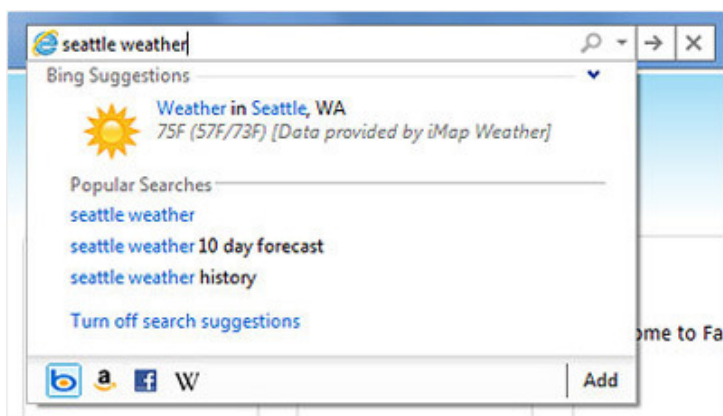 seattle weather
Bing Suggestions
Weather in Seattle, WA
75F (57F/73F) [Data provided by iMap Weather]
Popular Searches
seattle weather
seattle weather 10 day forecast
seattle weather history
Turn off search suggestions
ome to Fa
b a f W
Add